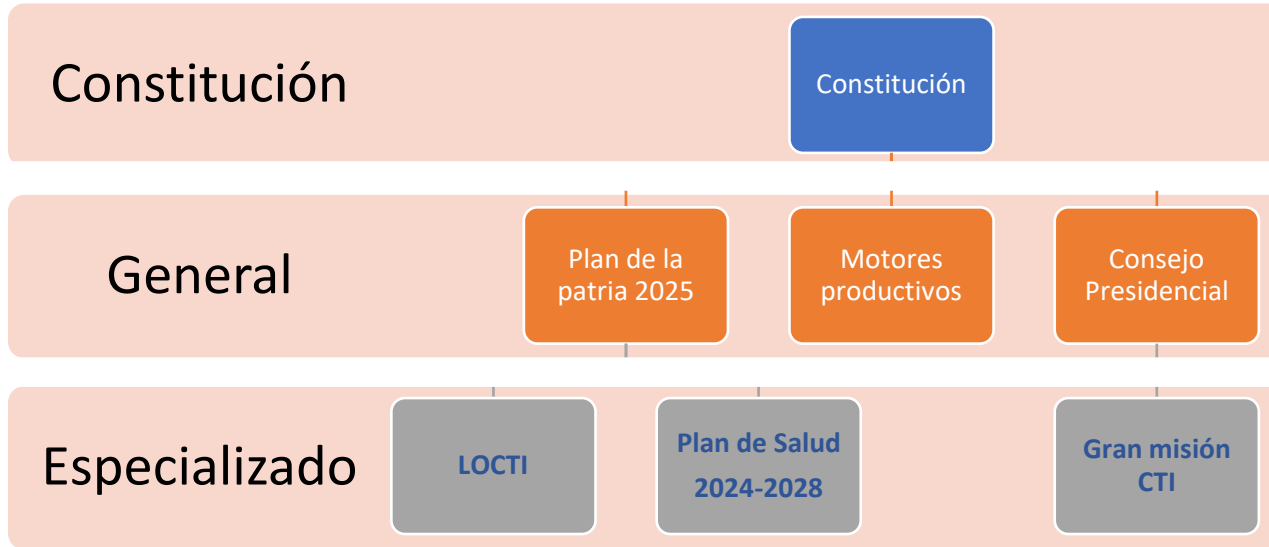 Constitución
Constitución
General
Plan de la
patria 2025
Motores
productivos
Consejo
Presidencial
Especializado
LOCTI
Plan de Salud
2024-2028
Gran misión
CTI